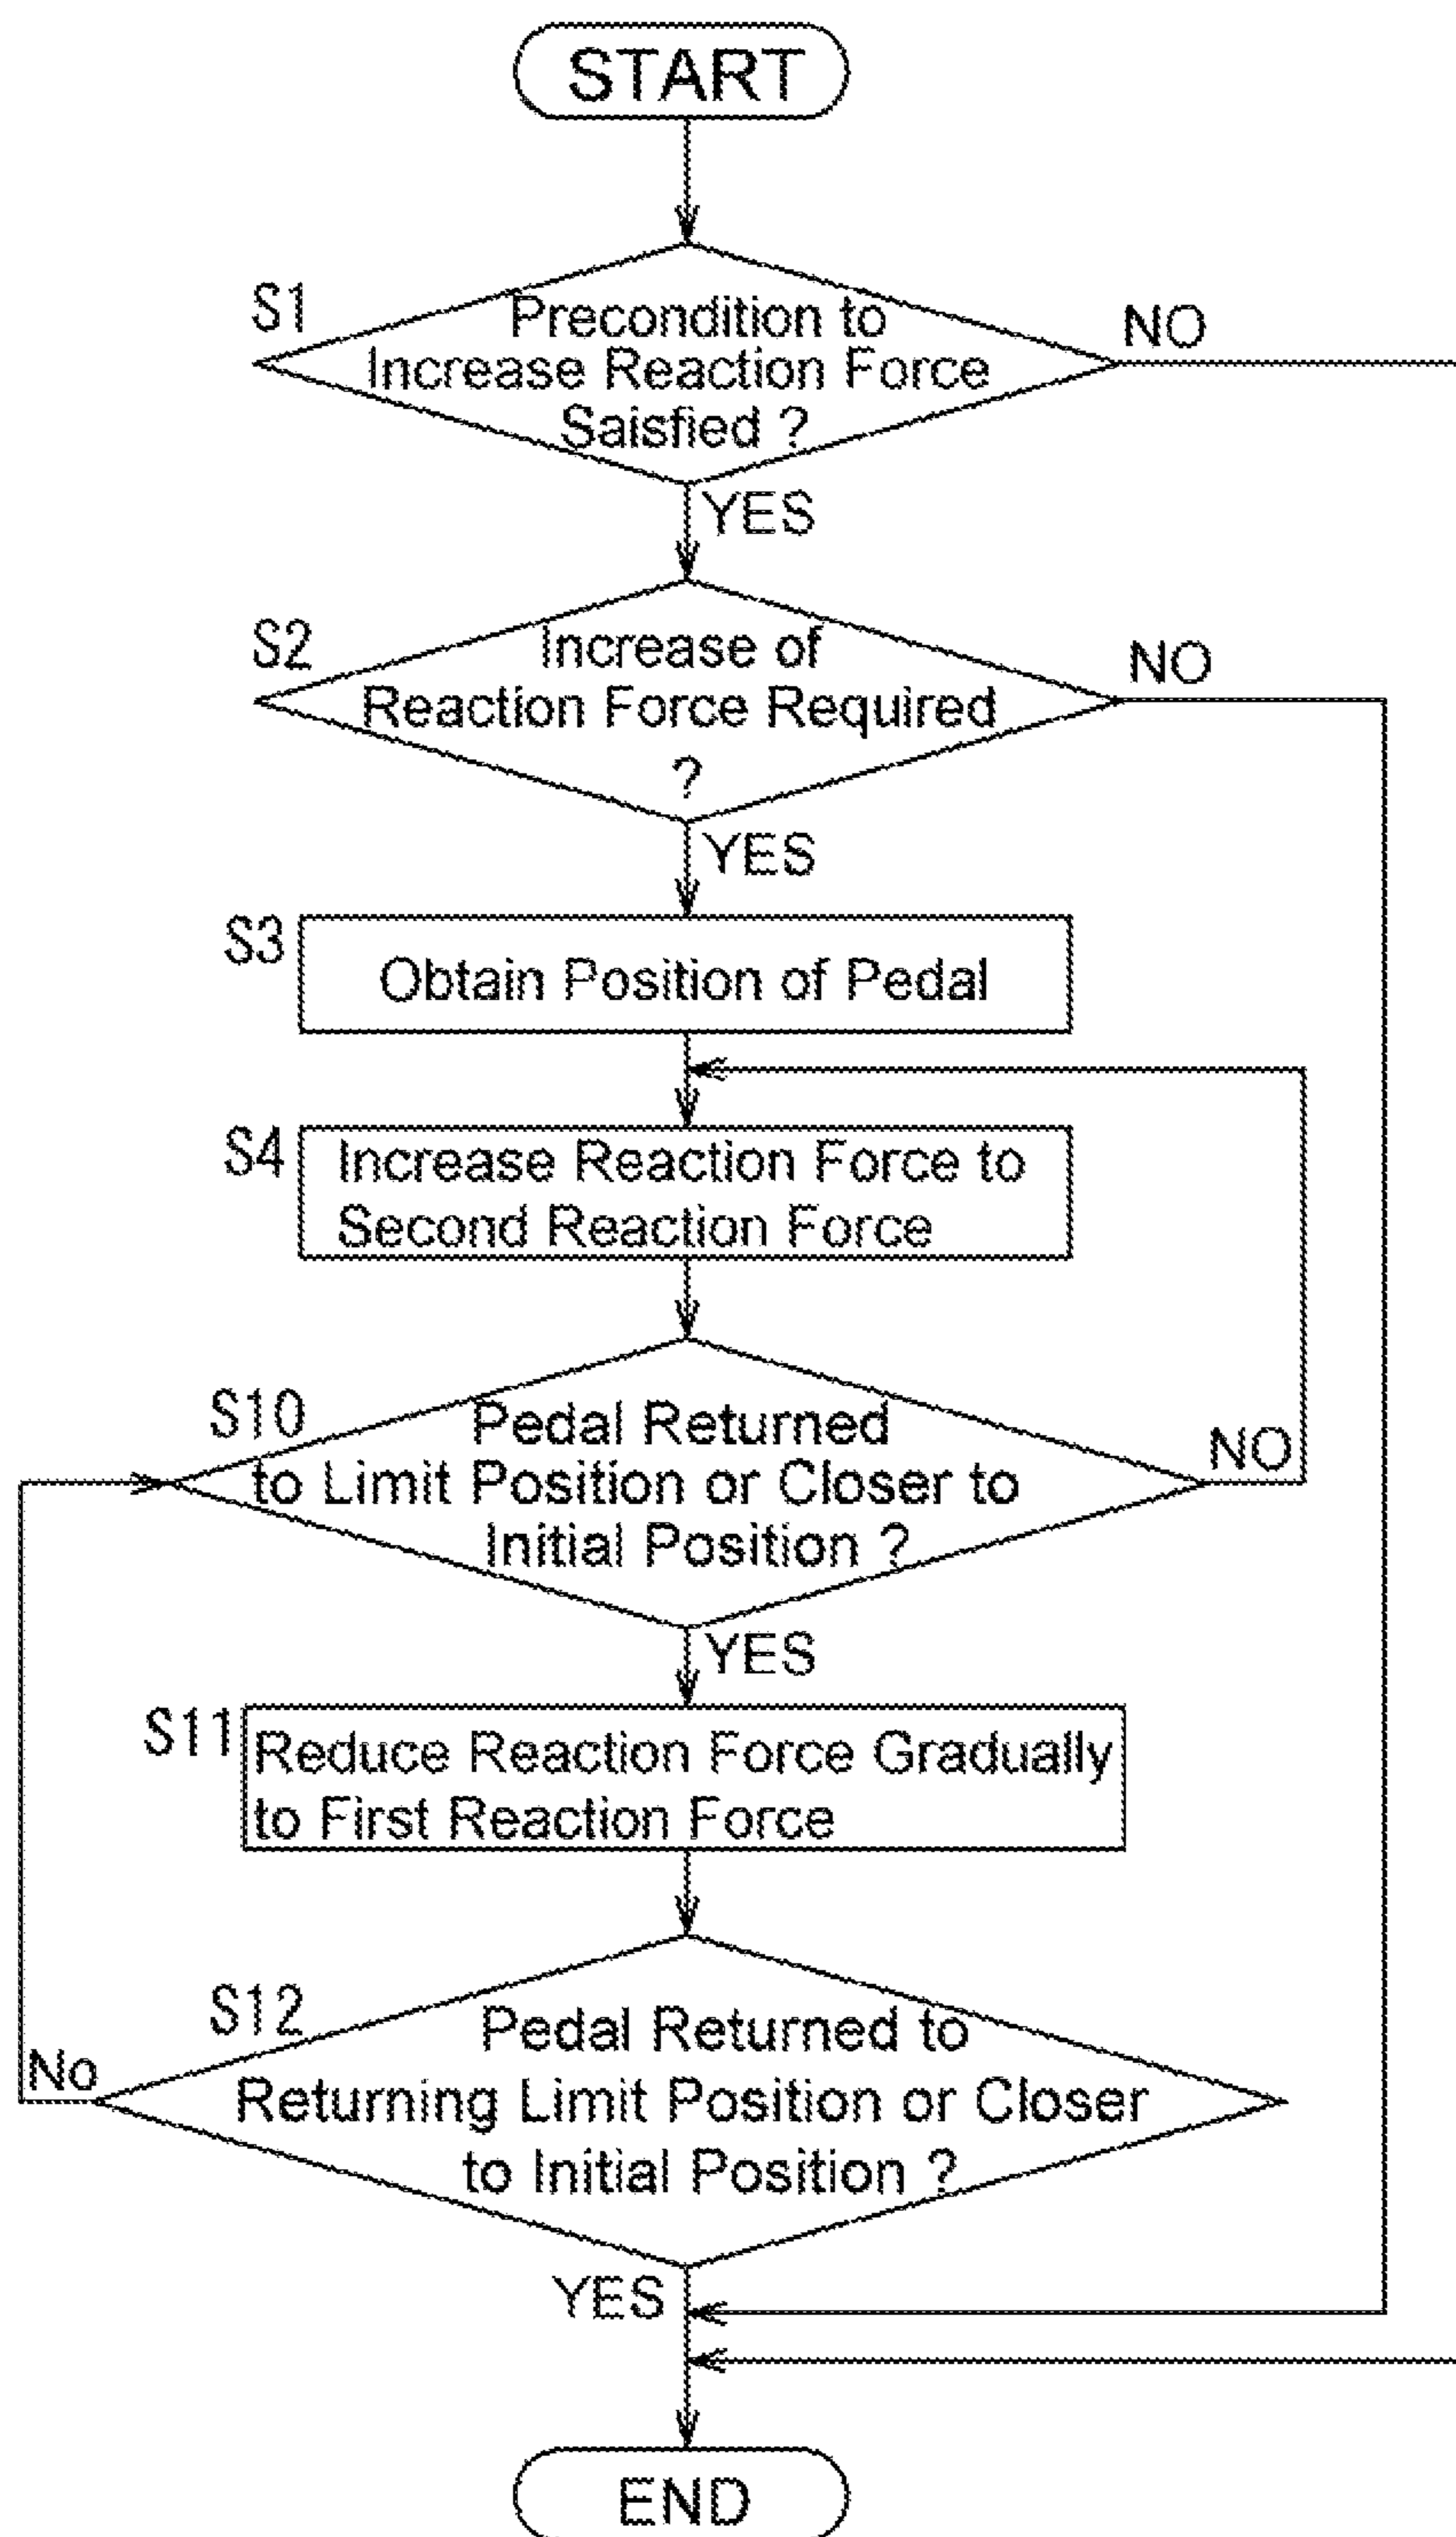 START
S1
Precondition to
Increase Reaction Force
Saisfied ?
NO
YES
S2
Increase of
Reaction Force Required
?
NO
YES
S3
Obtain Position of Pedal
S4
Increase Reaction Force to
Second Reaction Force
S10
Pedal Returned
to Limit Position or Closer to
Initial Position ?
NO
YES
S11
Reduce Reaction Force Gradually
to First Reaction Force
S12
Pedal Returned to
Returning Limit Position or Closer
to Initial Position ?
No
YES
END